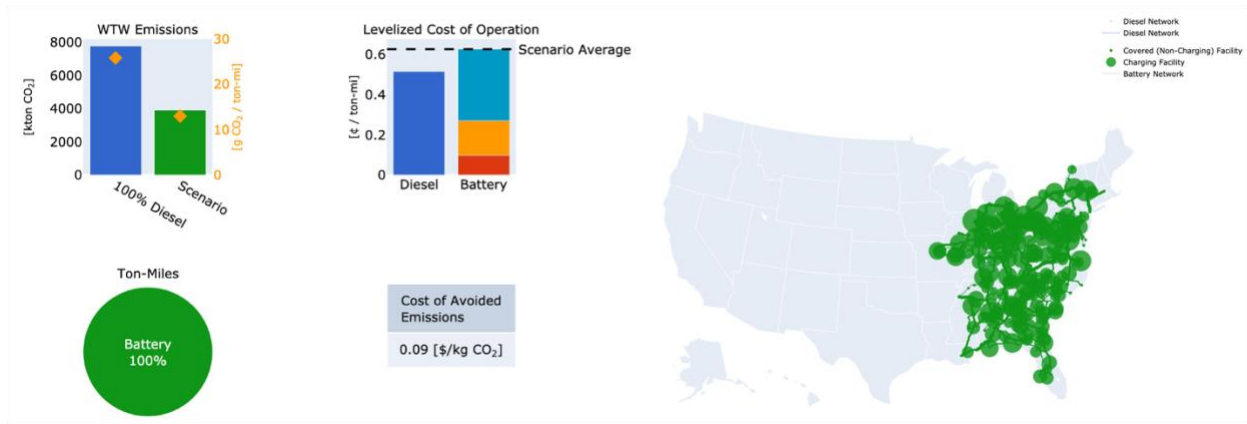 WTW Emissions
8000
6000
4000
2000
0
[kton CO₂]
30
20
10
0
[g CO₂ / ton-mi]
100% Diesel
Scenario
Levelized Cost of Operation
Scenario Average
0.6
0.4
0.2
0
[¢ / ton-mi]
Diesel
Battery
Ton-Miles
Battery
100%
Cost of Avoided
Emissions
0.09 [$/kg CO₂]
Diesel Network
Diesel Network
Covered (Non-Charging) Facility
Charging Facility
Battery Network